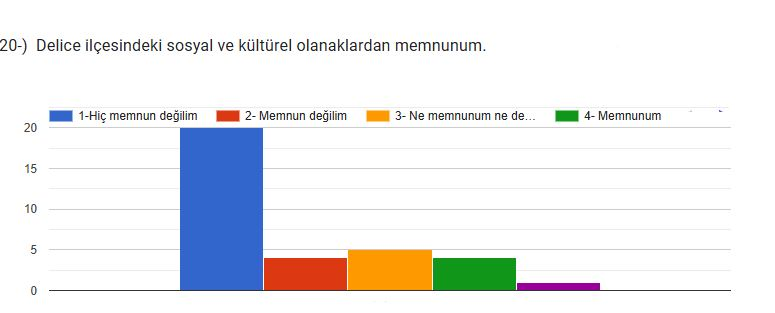 20-) Delice ilçesindeki sosyal ve kültürel olanaklardan memnunum.
1-Hiç memnun değilim 2- Memnun değilim 3- Ne memnunum ne de... 4- Memnunum
20
15
10
5
0